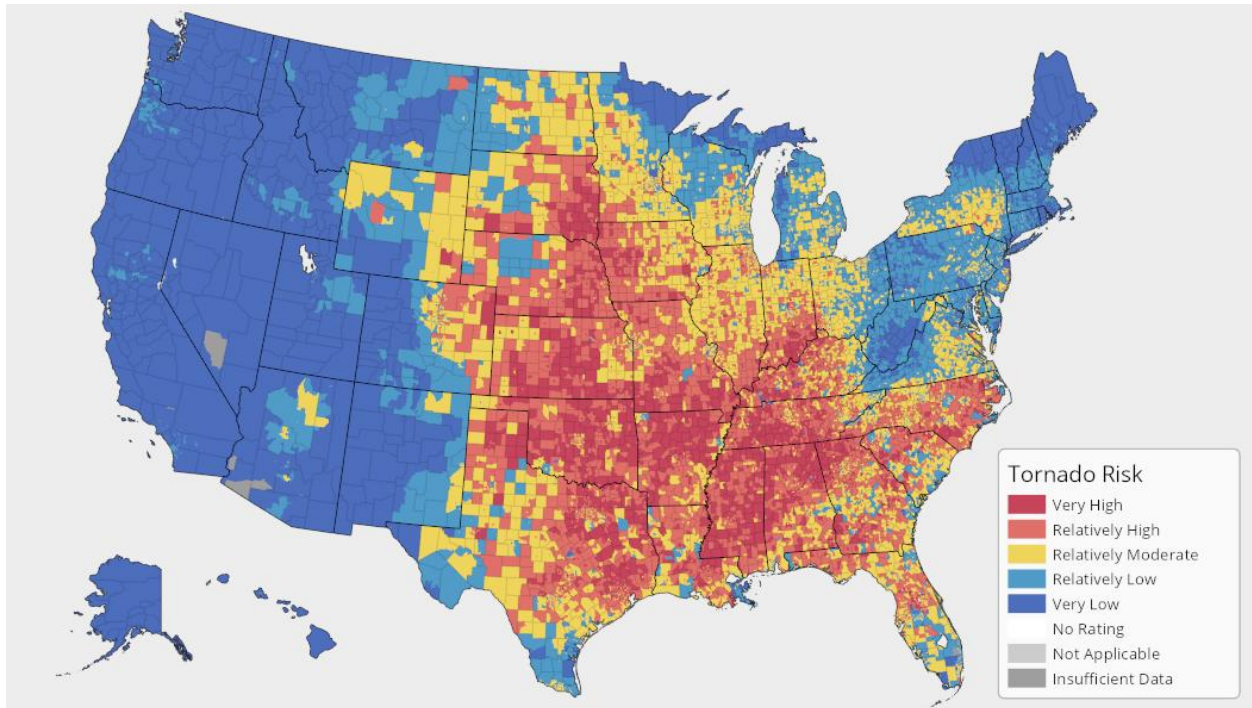 Tornado Risk
Very High
Relatively High
Relatively Moderate
Relatively Low
Very Low
No Rating
Not Applicable
Insufficient Data